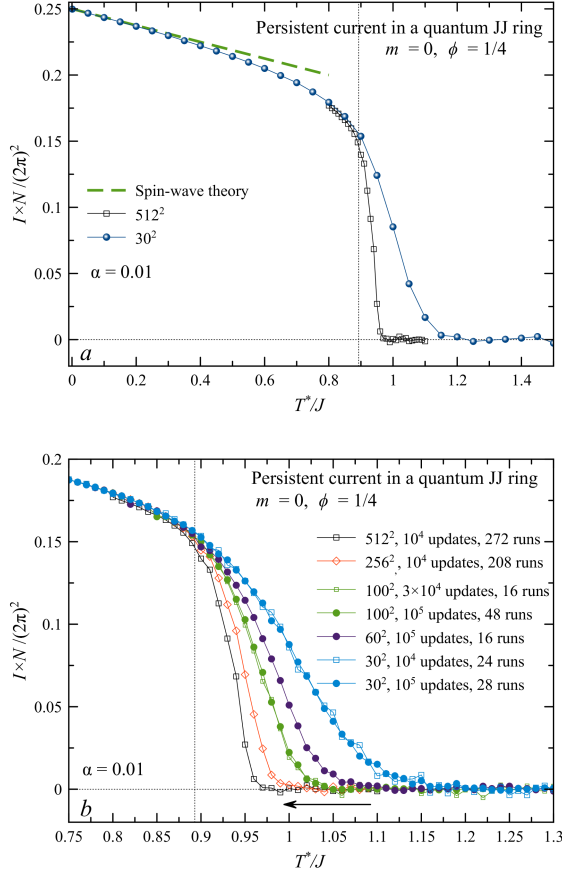 Persistent current in a quantum JJ ring
m = 0, ϕ = 1/4
0.25
0.20
0.15
0.10
0.05
0
I×N /(2π)²
Spin-wave theory
512²
30²
α = 0.01
a
0 0.2 0.4 0.6 0.8 1 1.2 1.4
T*/J
Persistent current in a quantum JJ ring
m = 0, ϕ = 1/4
0.20
0.15
0.10
0.05
0
I×N /(2π)²
512², 10⁴ updates, 272 runs
256², 10⁴ updates, 208 runs
100², 3×10⁴ updates, 16 runs
100², 10⁵ updates, 48 runs
60², 10⁵ updates, 16 runs
30², 10⁴ updates, 24 runs
30², 10⁵ updates, 28 runs
α = 0.01
b
0.75 0.8 0.85 0.9 0.95 1 1.05 1.1 1.15 1.2 1.25 1.3
T*/J